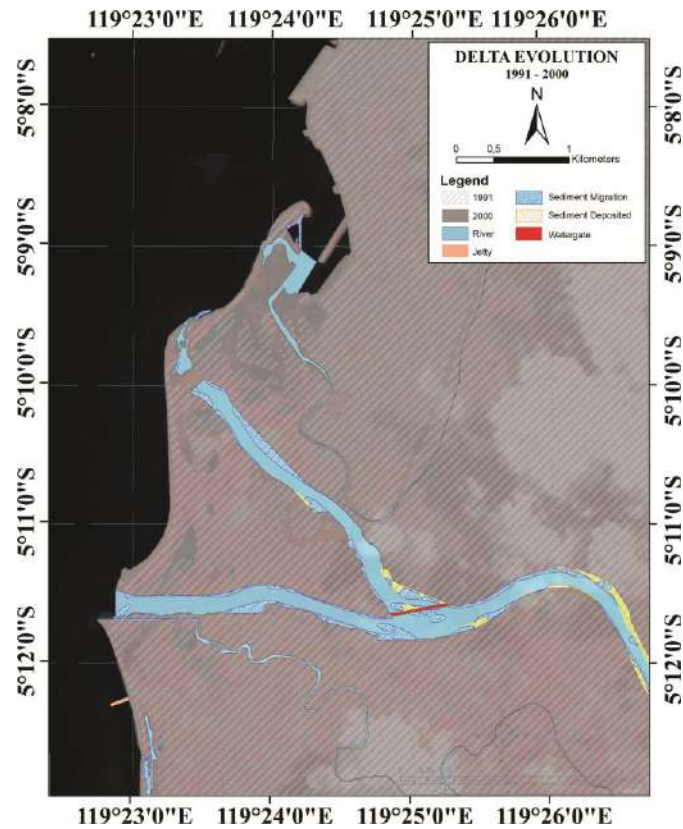 119°23'0"E 119°24'0"E 119°25'0"E 119°26'0"E
DELTA EVOLUTION
1991 - 2000
N
0 0,5 1
Kilometers
Legend
1991
2000
River
Jetty
Sediment Migration
Sediment Deposited
Watergate
5°8'0"S 5°8'0"S
5°9'0"S 5°9'0"S
5°10'0"S 5°10'0"S
5°11'0"S 5°11'0"S
5°12'0"S 5°12'0"S
119°23'0"E 119°24'0"E 119°25'0"E 119°26'0"E